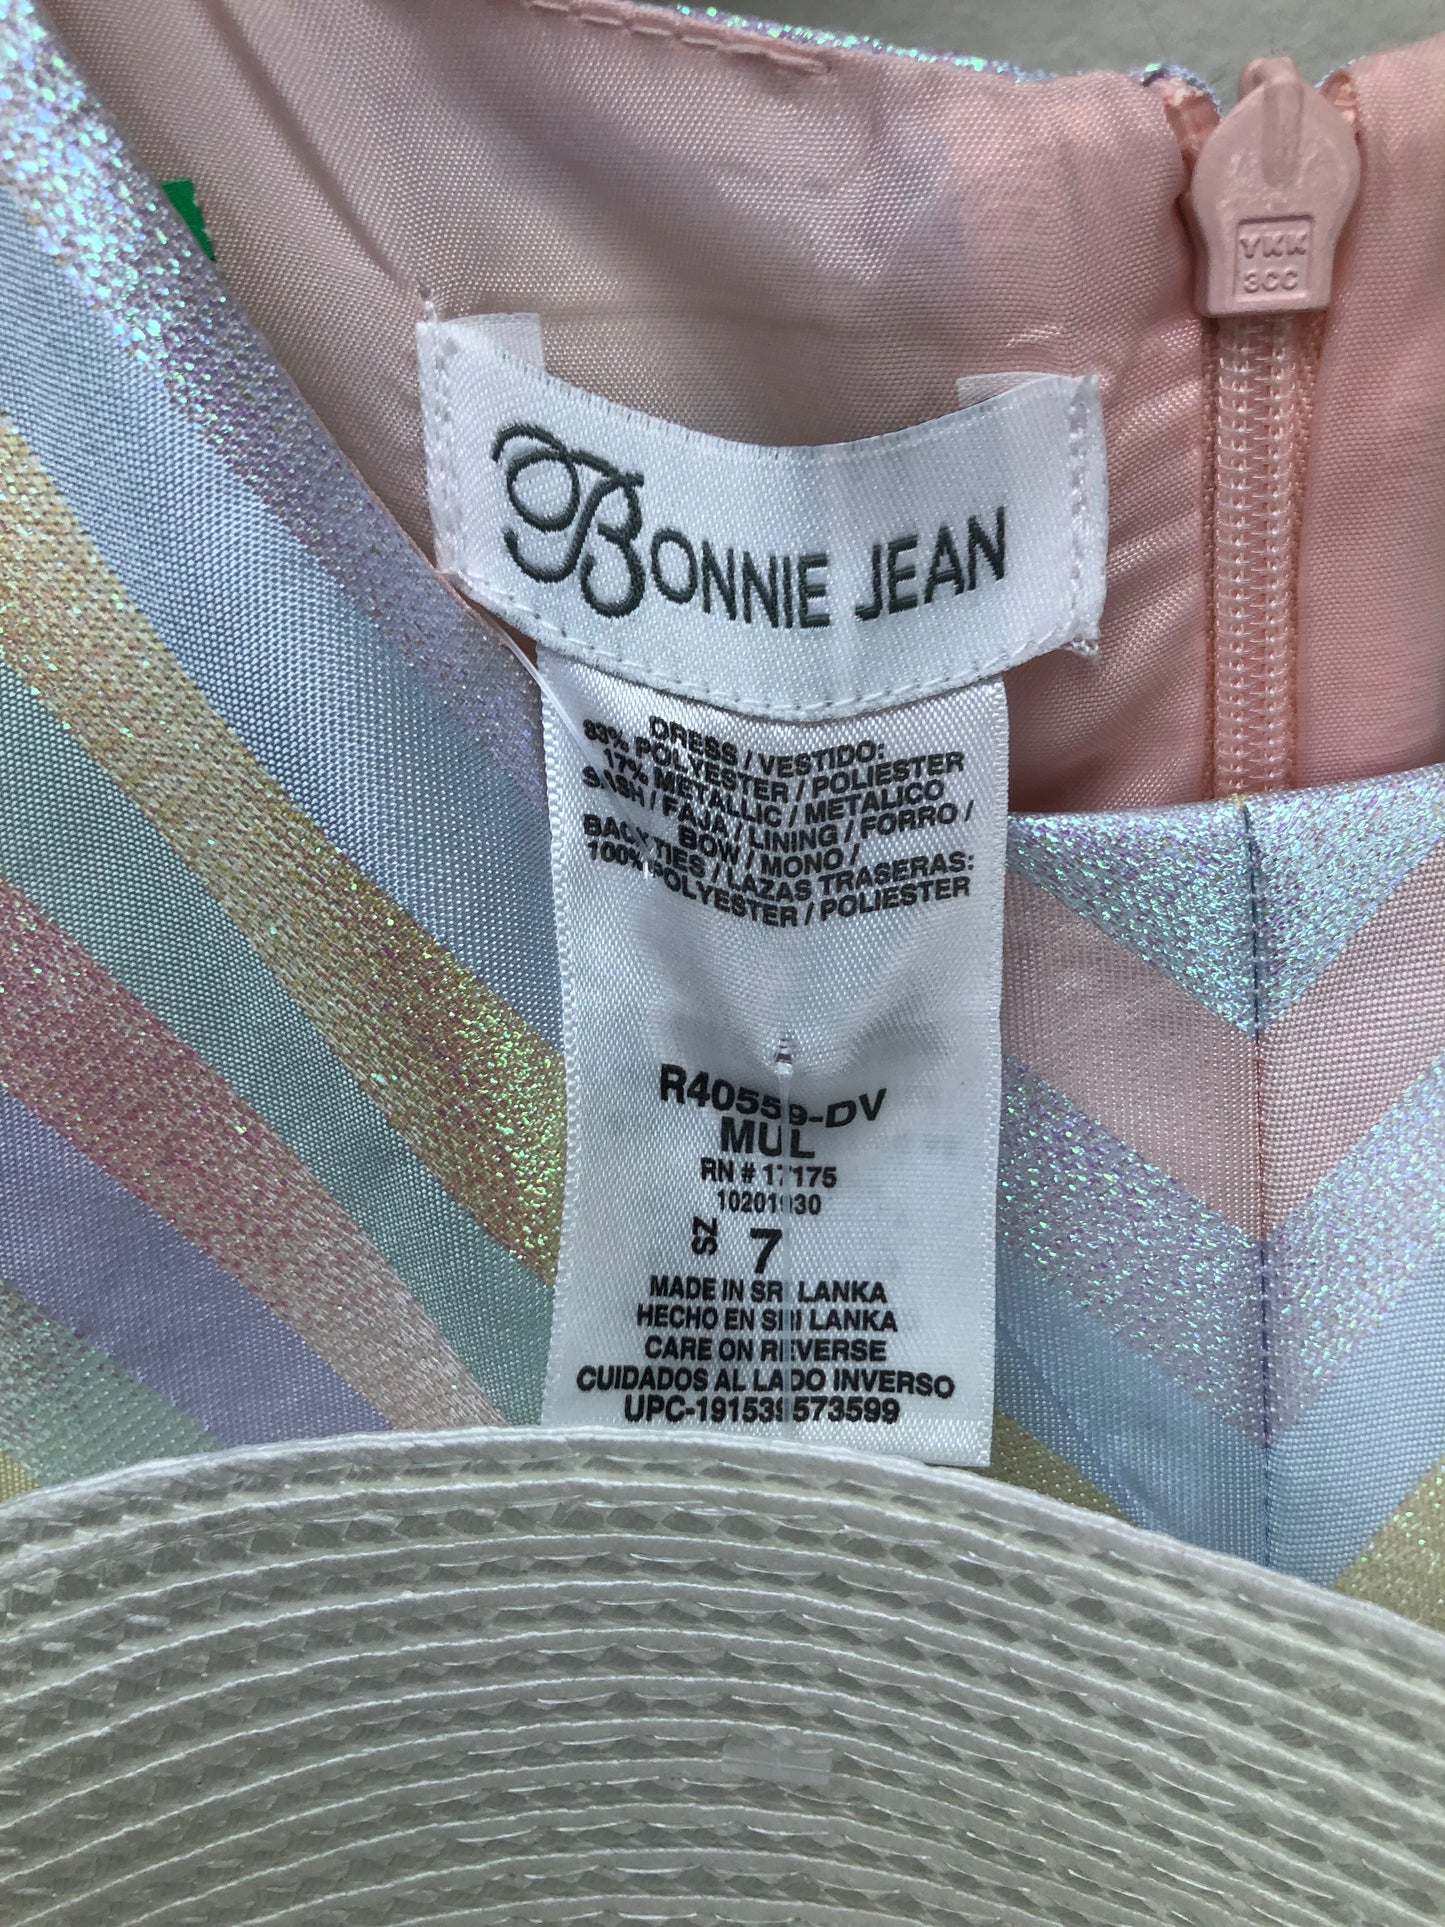 YKK
3CC
BONNIE JEAN
DRESS / VESTIDO:
83% POLYESTER / POLIESTER
17% METALLIC / METALICO
SASH / FAJA / LINING / FORRO /
BOW / MONO /
BACK TIES / LAZAS TRASERAS:
100% POLYESTER / POLIESTER
R40559-DV
MUL
RN # 17175
10201930
SZ 7
MADE IN SRI LANKA
HECHO EN SRI LANKA
CARE ON REVERSE
CUIDADOS AL LADO INVERSO
UPC-191539573599